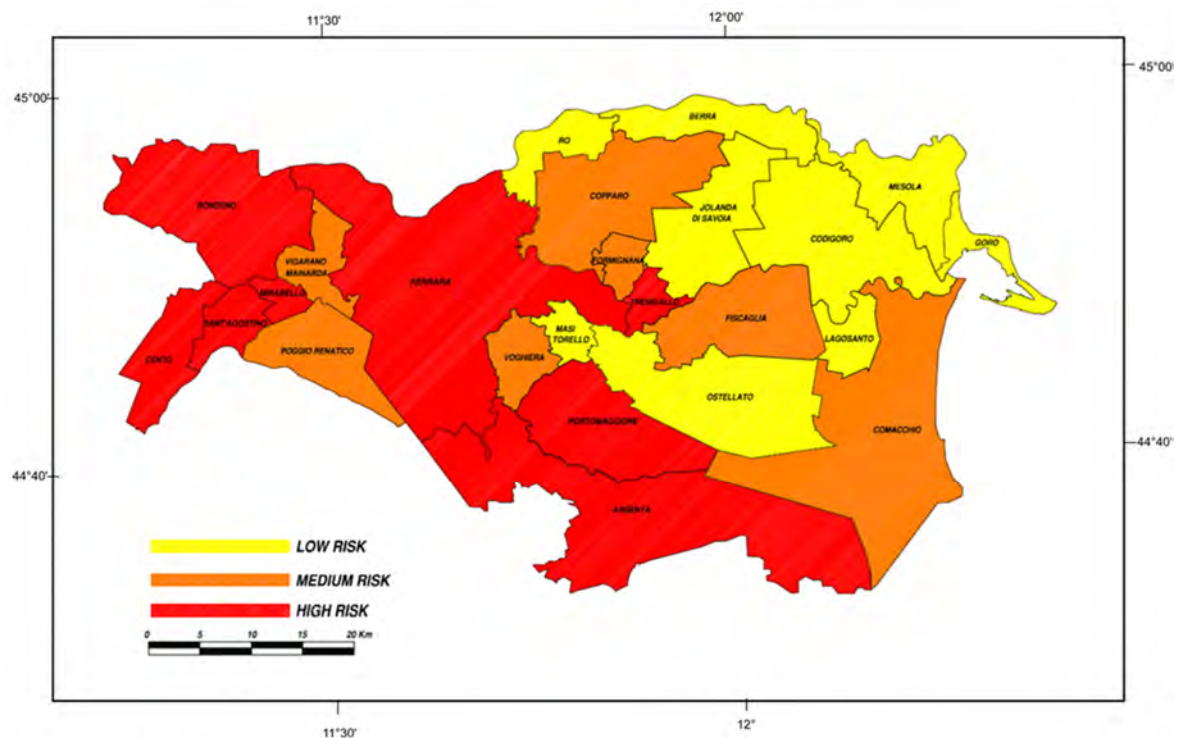 11°30'
12°00'
45°00'
45°00'
BERRA
RO
MESOLA
COPPARO
BONDENO
JOLANDA
DI SAVOIA
CODIGORO
GORO
VIGARANO
MAINARDA
FORMIGNANA
FERRARA
MIRABELLO
TRESIGALLO
FISCAGLIA
SANT'AGOSTINO
MASI
TORELLO
LAGOSANTO
POGGIO RENATICO
VOGHIERA
CENTO
OSTELLATO
PORTOMAGGIORE
COMACCHIO
44°40'
44°40'
ARGENTA
LOW RISK
MEDIUM RISK
HIGH RISK
0 5 10 15 20 Km
11°30'
12°